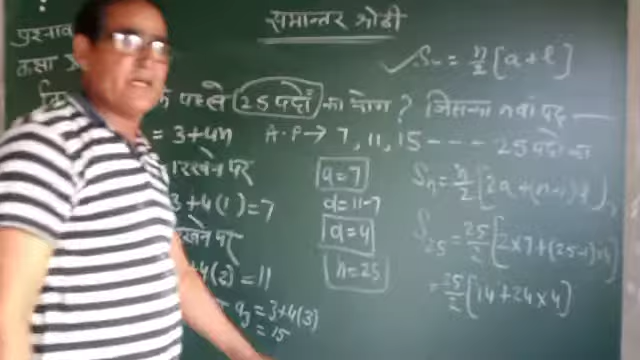 समान्तर श्रेढी
Sₙ = n/2 [a+l]
पहले 25 पदों का योग ? जिसका nवां पद
= 3+4n A.P → 7, 11, 15 - - - - 25 पदों का
रखने पर
3+4(1) = 7
रखने पर
4(2) = 11
a₃ = 3+4(3)
= 15
a=7
d=11-7
d=4
n=25
Sₙ = n/2 [2a+(n-1)d]
S₂₅ = 25/2 [2×7+(25-1)×4]
= 25/2 [14+24×4]